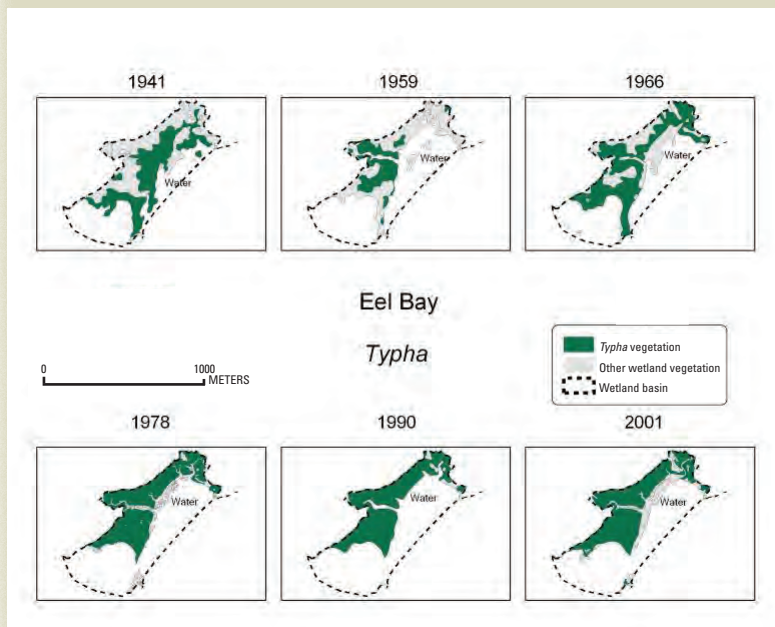 1941
1959
1966
Water
Water
Water
Eel Bay
Typha
0
1000
METERS
Typha vegetation
Other wetland vegetation
Wetland basin
1978
1990
2001
Water
Water
Water